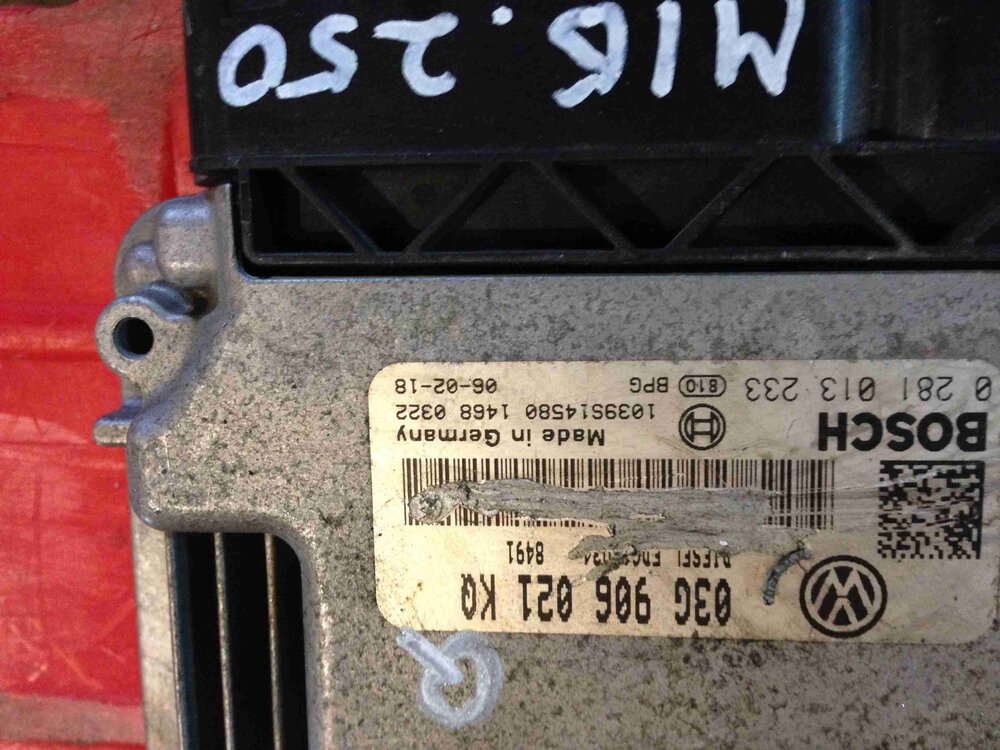 03G 906 021 KQ
DIESEL 8491
BOSCH Made in Germany
1039S14580 1468 0322
0 281 013 233 BPG 06-02-18
M16.250